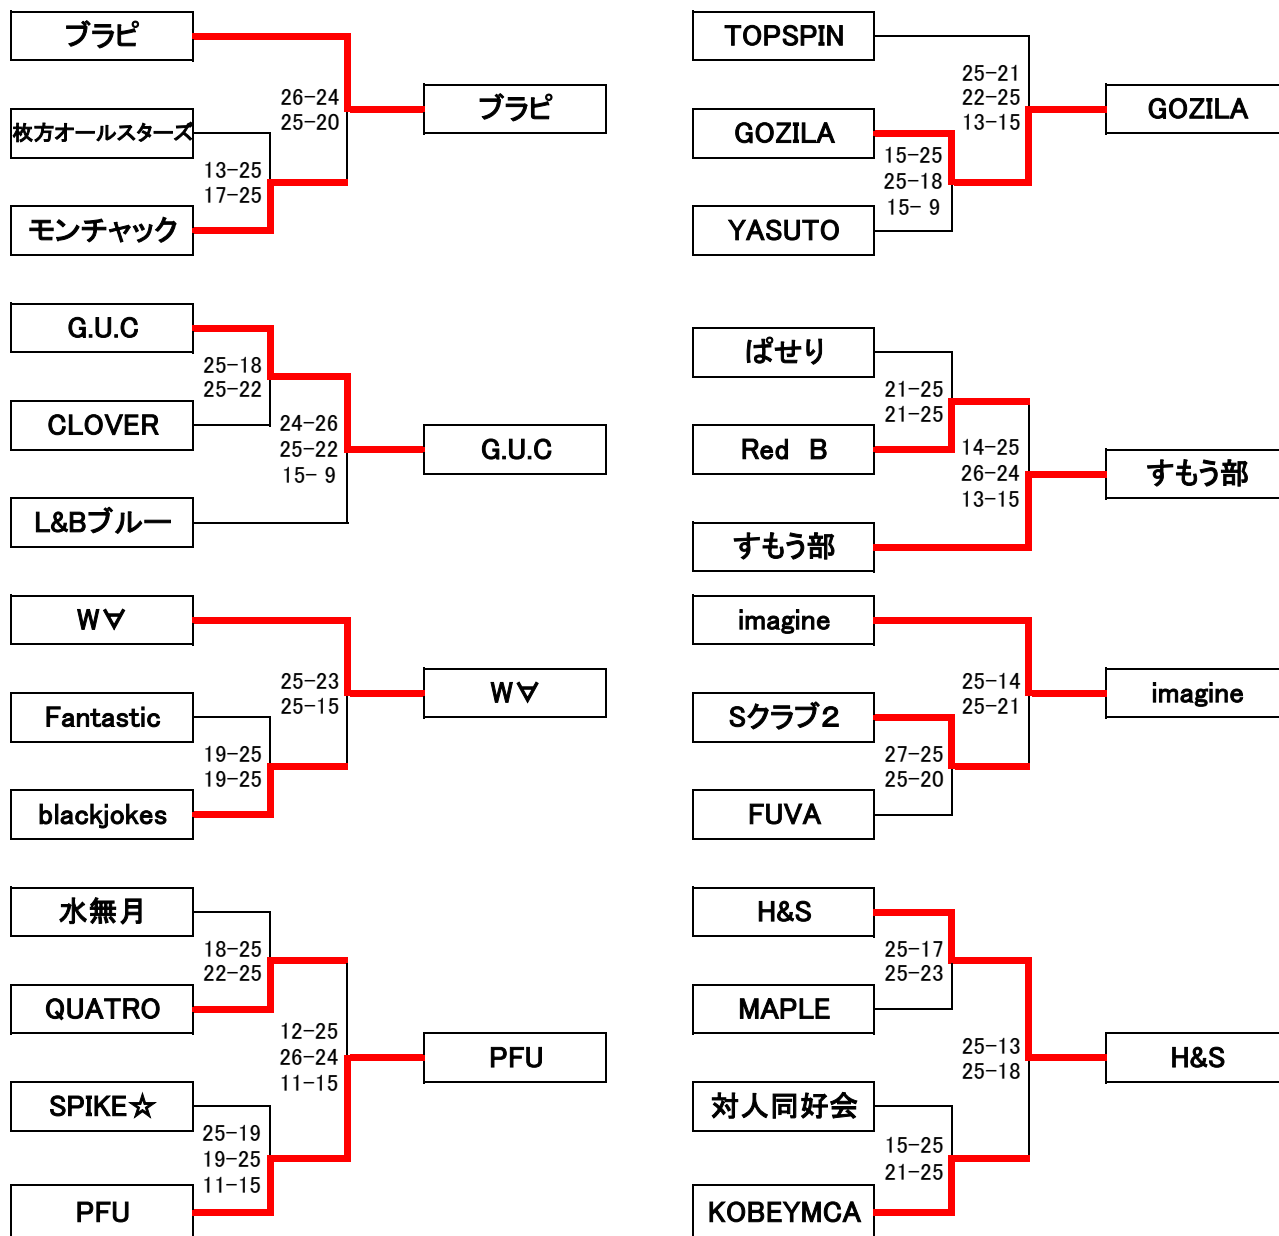 ブラピ
26-24
25-20
ブラピ
枚方オールスターズ
13-25
17-25
モンチャック
G.U.C
25-18
25-22
CLOVER
24-26
25-22
15- 9
G.U.C
L&Bブルー
W∀
25-23
25-15
W∀
Fantastic
19-25
19-25
blackjokes
水無月
18-25
22-25
QUATRO
12-25
26-24
11-15
PFU
SPIKE☆
25-19
19-25
11-15
PFU
TOPSPIN
25-21
22-25
13-15
GOZILA
GOZILA
15-25
25-18
15- 9
YASUTO
ぱせり
21-25
21-25
Red B
14-25
26-24
13-15
すもう部
すもう部
imagine
25-14
25-21
imagine
Sクラブ2
27-25
25-20
FUVA
H&S
25-17
25-23
MAPLE
25-13
25-18
H&S
対人同好会
15-25
21-25
KOBEYMCA